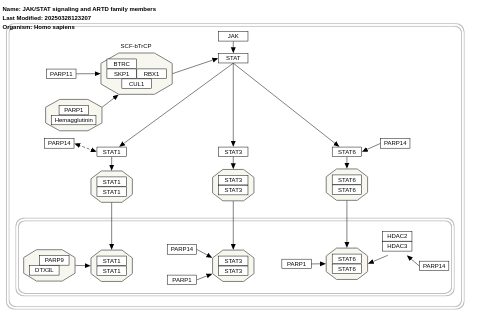 Name: JAK/STAT signaling and ARTD family members
Last Modified: 20250328123207
Organism: Homo sapiens
JAK
SCF-bTrCP
STAT
BTRC
PARP11
SKP1
RBX1
CUL1
PARP1
Hemagglutinin
PARP14
STAT1
STAT3
STAT6
PARP14
STAT1
STAT1
STAT3
STAT3
STAT6
STAT6
HDAC2
HDAC3
PARP14
PARP9
DTX3L
STAT1
STAT1
STAT3
STAT3
PARP1
STAT6
STAT6
PARP14
PARP1